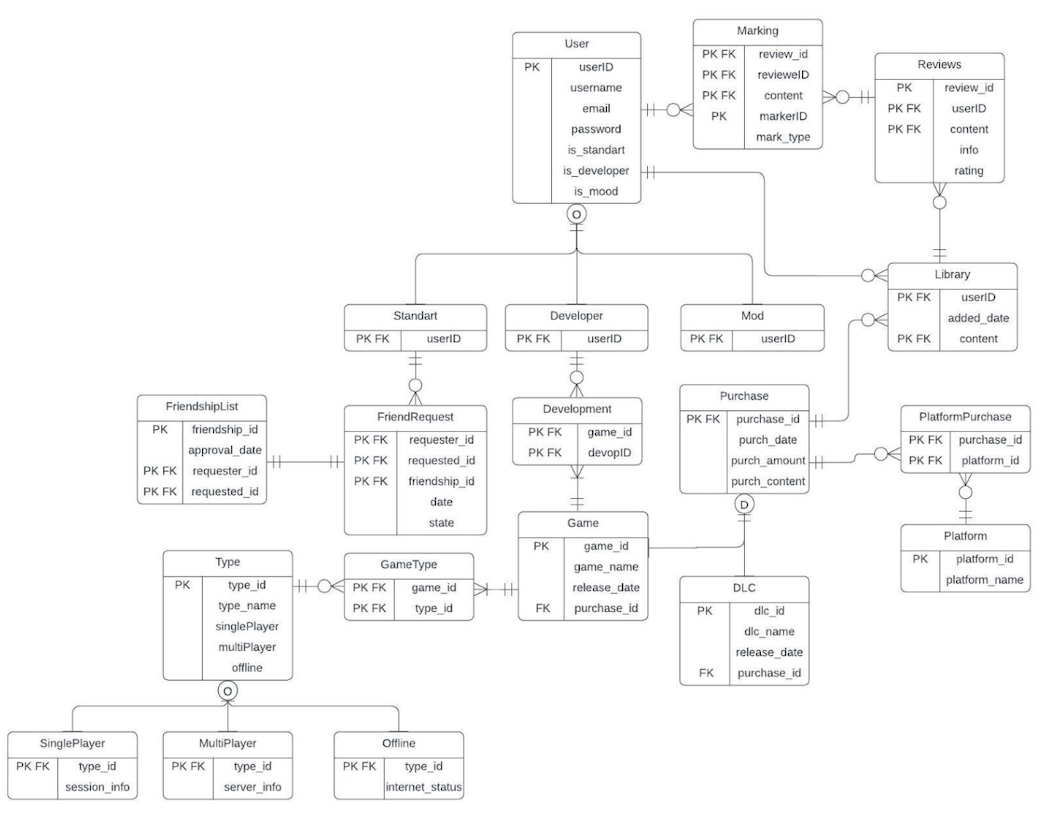 User
PK userID
username
email
password
is_standart
is_developer
is_mood
O
Marking
PK FK review_id
PK FK revieweID
PK FK content
PK markerID
mark_type
Reviews
PK review_id
PK FK userID
PK FK content
info
rating
Library
PK FK userID
added_date
PK FK content
Standart
PK FK userID
Developer
PK FK userID
Mod
PK FK userID
FriendshipList
PK friendship_id
approval_date
PK FK requester_id
PK FK requested_id
FriendRequest
PK FK requester_id
PK FK requested_id
PK FK friendship_id
date
state
Development
PK FK game_id
PK FK devopID
Purchase
PK FK purchase_id
purch_date
purch_amount
purch_content
D
PlatformPurchase
PK FK purchase_id
PK FK platform_id
Platform
PK platform_id
platform_name
Game
PK game_id
game_name
release_date
FK purchase_id
DLC
PK dlc_id
dlc_name
release_date
FK purchase_id
Type
PK type_id
type_name
singlePlayer
multiPlayer
offline
O
GameType
PK FK game_id
PK FK type_id
SinglePlayer
PK FK type_id
session_info
MultiPlayer
PK FK type_id
server_info
Offline
PK FK type_id
internet_status